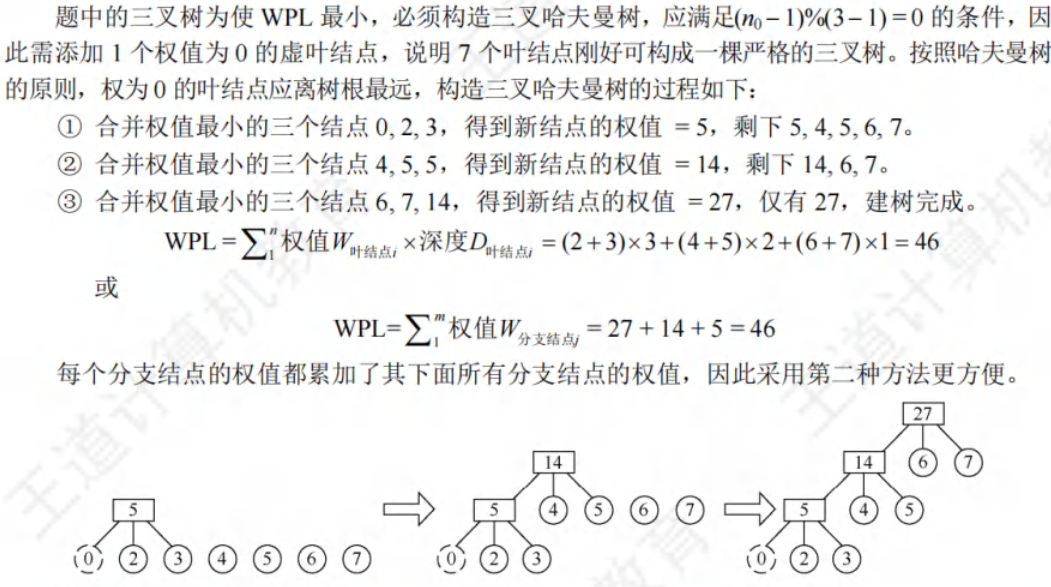 题中的三叉树为使 WPL 最小，必须构造三叉哈夫曼树，应满足(n₀ – 1)%(3 – 1) = 0 的条件，因
此需添加 1 个权值为 0 的虚叶结点，说明 7 个叶结点刚好可构成一棵严格的三叉树。按照哈夫曼树
的原则，权为 0 的叶结点应离树根最远，构造三叉哈夫曼树的过程如下：
① 合并权值最小的三个结点 0, 2, 3，得到新结点的权值 = 5，剩下 5, 4, 5, 6, 7。
② 合并权值最小的三个结点 4, 5, 5，得到新结点的权值 = 14，剩下 14, 6, 7。
③ 合并权值最小的三个结点 6, 7, 14，得到新结点的权值 = 27，仅有 27，建树完成。
WPL = ∑₁ⁿ 权值W叶结点i × 深度D叶结点i = (2 + 3) × 3 + (4 + 5) × 2 + (6 + 7) × 1 = 46
或
WPL= ∑₁ᵐ 权值W分支结点j = 27 + 14 + 5 = 46
每个分支结点的权值都累加了其下面所有分支结点的权值，因此采用第二种方法更方便。
5
0 2 3 4 5 6 7
14
5 4 5 6 7
0 2 3
27
14 6 7
5 4 5
0 2 3
王道计算机教育